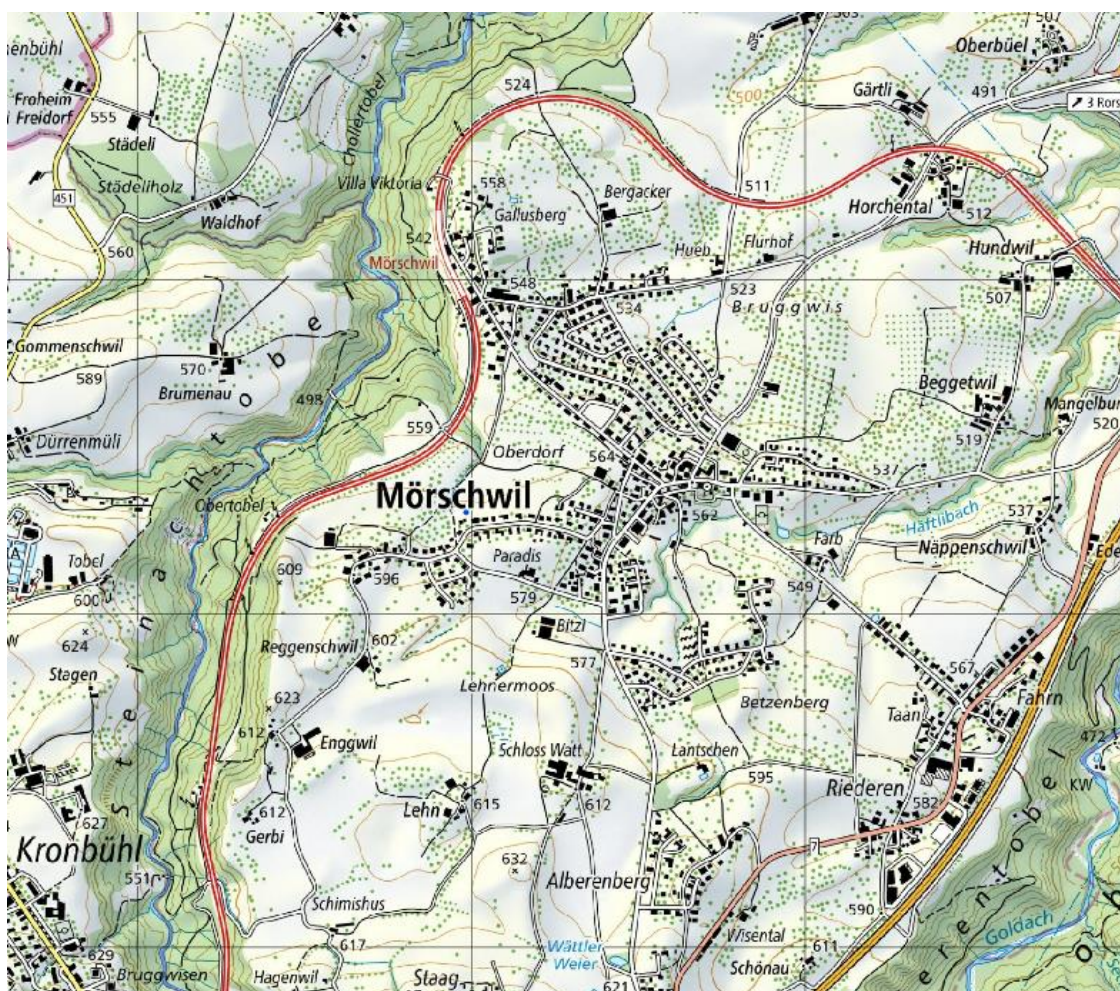 503
507
Oberbüel
enbühl
Froheim
i Freidorf
555
Städeli
Chollertobel
524
500
Gärtli
491
3 Rors
Städeliholz
451
Villa Viktoria
558
Gallusberg
Bergacker
511
Waldhof
Horchental
512
560
542
Mörschwil
Hueb
Flurhof
Hundwil
548
534
523
507
Bruggwis
Gommenschwil
589
570
Brumenau
498
Beggetwil
Mangelbur
519
520
Dürrenmüli
559
Oberdorf
564
537
Mörschwil
Obertobel
562
Häftlibach
537
Näppenschwil
Tobel
600
609
596
Paradis
579
Farb
549
Steinachtobel
624
Stagen
Reggenschwil
602
Bitzi
577
Lehnermoos
567
Betzenberg
Taan
Fahrn
623
612
Enggwil
Schloss Watt
Lantschen
595
472
KW
Riederen
582
612
Gerbi
Lehn
615
612
627
Kronbühl
551
632
7
Alberenberg
590
Schimishus
617
Wättler
Weier
Wisental
Goldach
629
Bruggwisen
Hagenwil
Staag
621
Schönau
611
erentobel